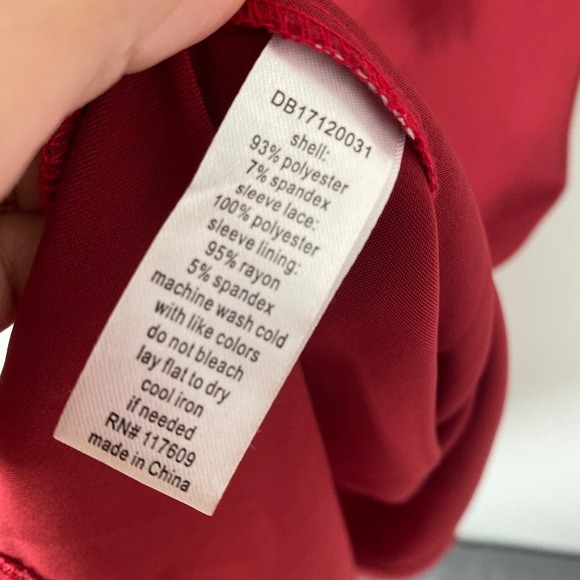 DB17120031
shell:
93% polyester
7% spandex
sleeve lace:
100% polyester
sleeve lining:
95% rayon
5% spandex
machine wash cold
with like colors
do not bleach
lay flat to dry
cool iron
if needed
RN# 117609
made in China